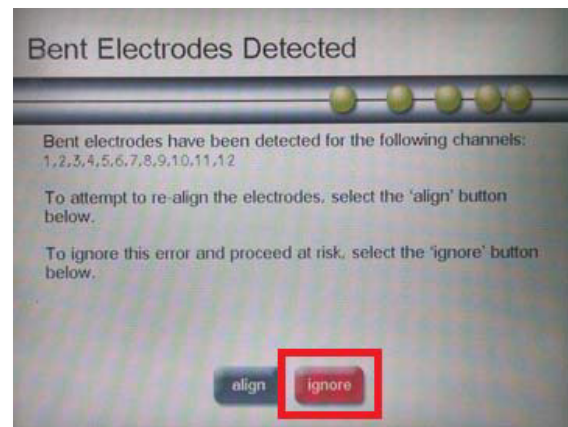 Bent Electrodes Detected
Bent electrodes have been detected for the following channels:
1,2,3,4,5,6,7,8,9,10,11,12
To attempt to re-align the electrodes, select the 'align' button
below.
To ignore this error and proceed at risk, select the 'ignore' button
below.
align ignore